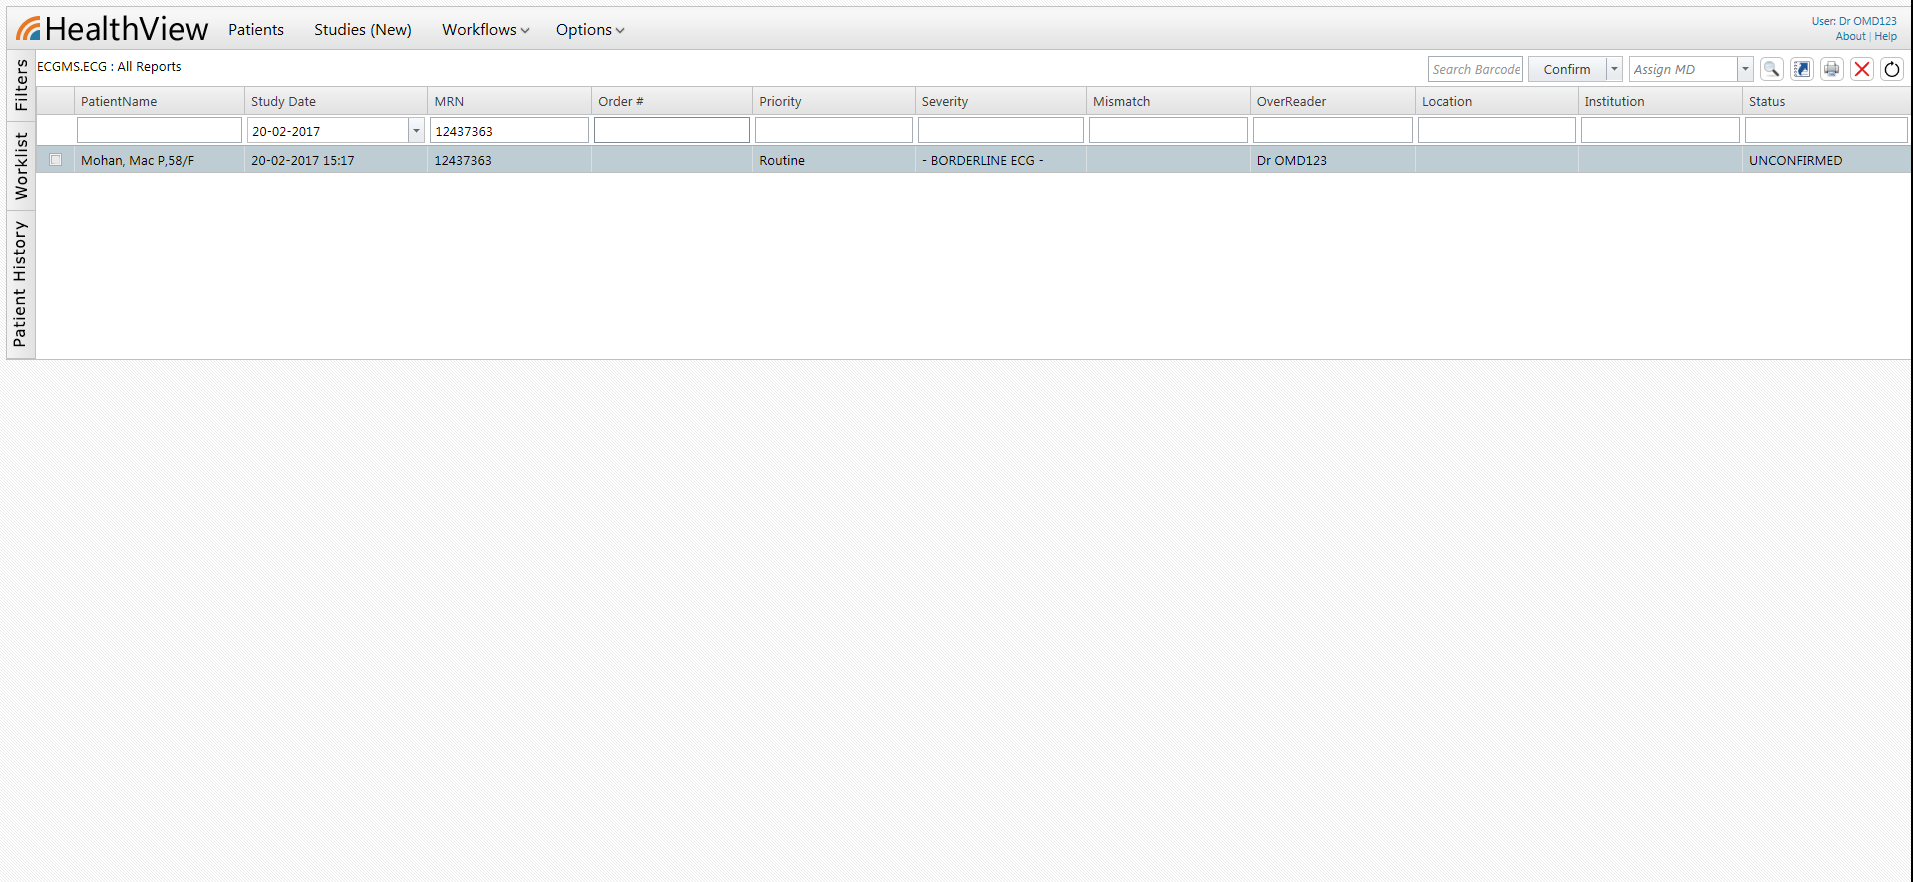 HealthView Patients Studies (New) Workflows Options
User: Dr OMD123
About | Help
Filters
Worklist
Patient History
ECGMS.ECG : All Reports
Search Barcode Confirm Assign MD
PatientName Study Date MRN Order # Priority Severity Mismatch OverReader Location Institution Status
20-02-2017 12437363
Mohan, Mac P,58/F 20-02-2017 15:17 12437363 Routine - BORDERLINE ECG - Dr OMD123 UNCONFIRMED